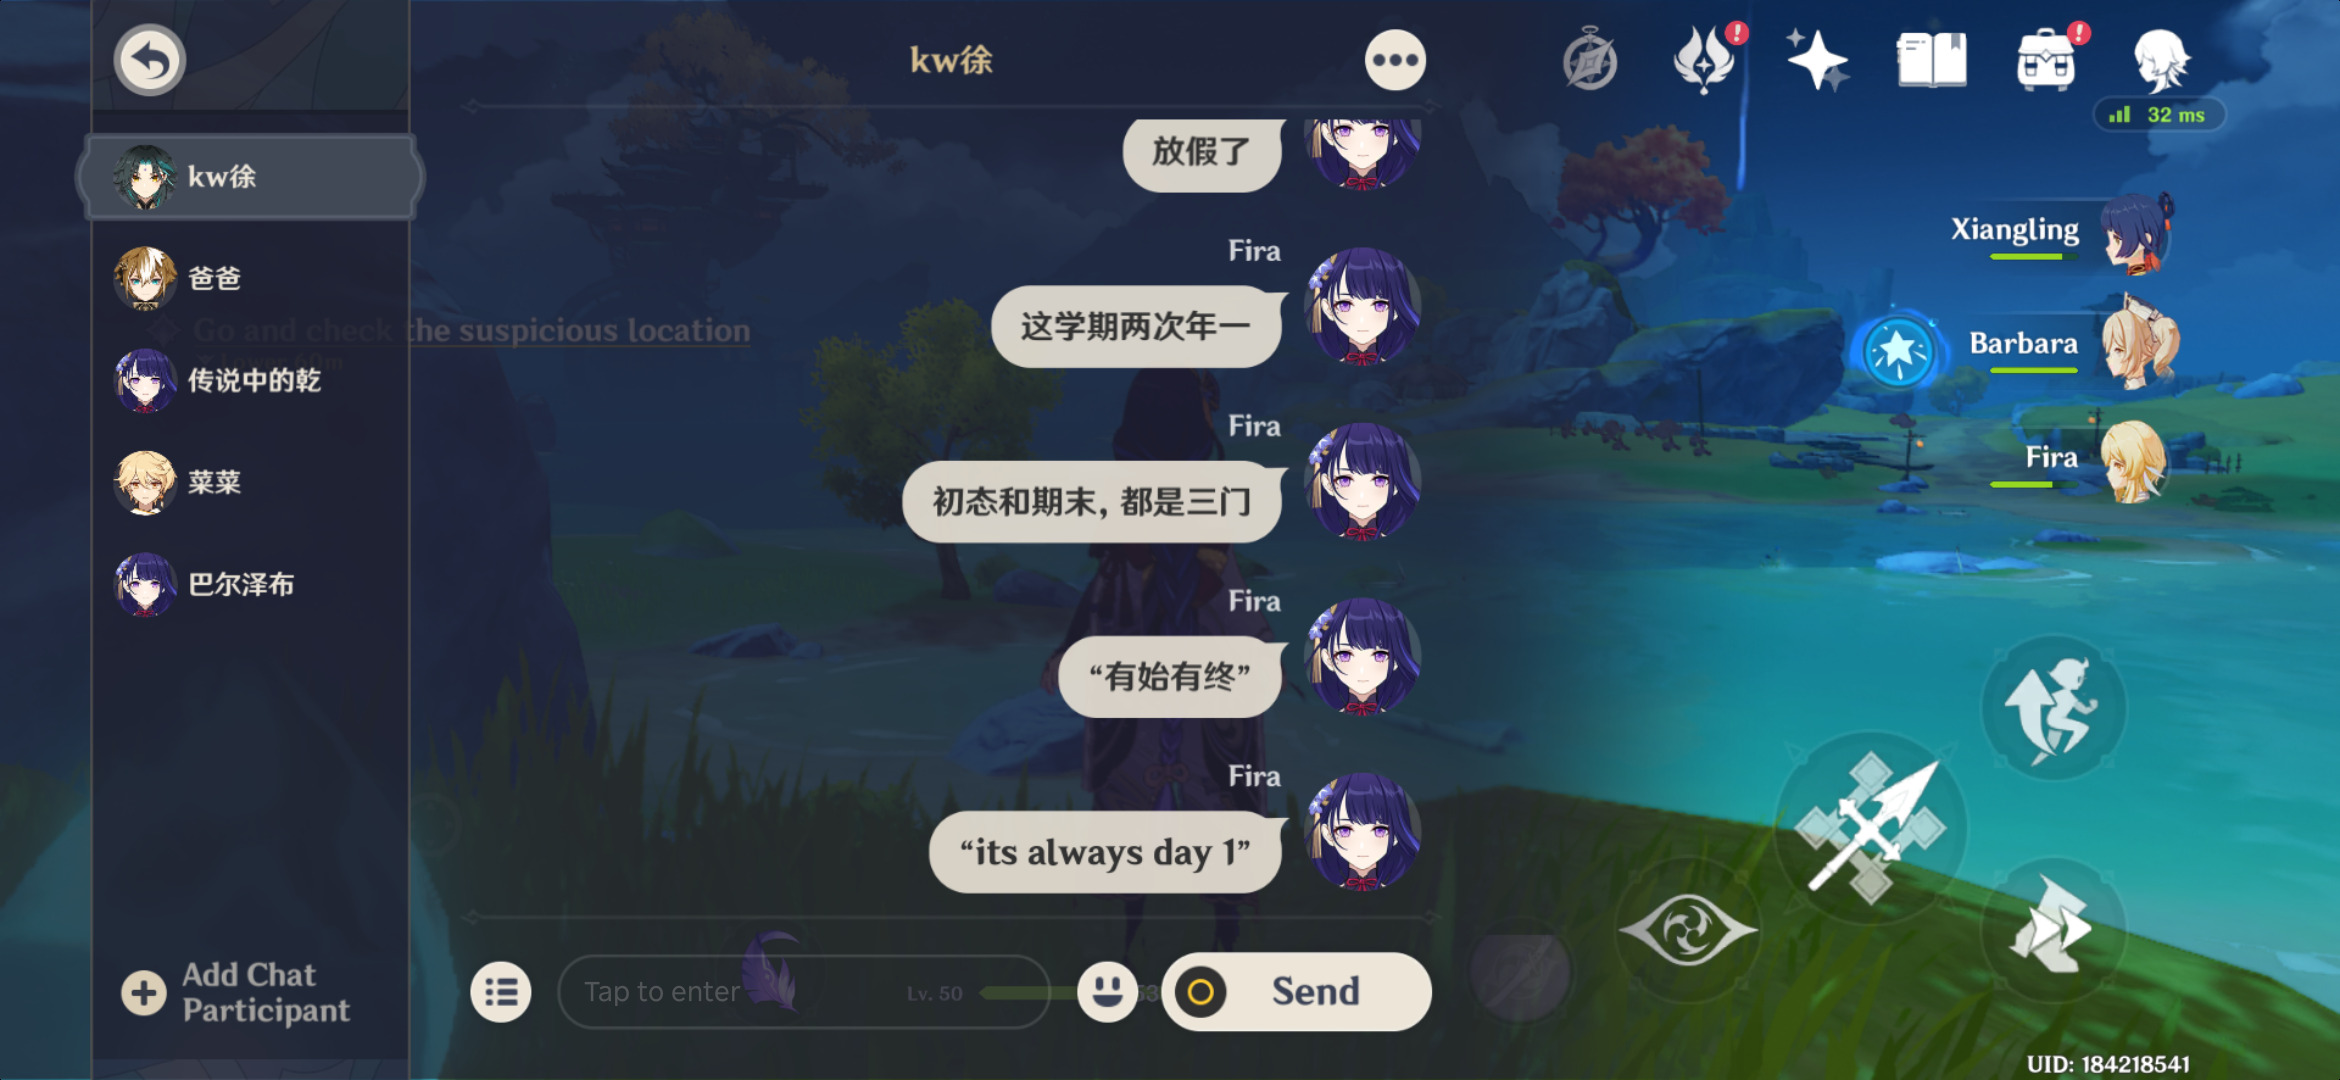 kw徐
32 ms
kw徐
爸爸
Go and check the suspicious location
Lower 60m
传说中的乾
菜菜
巴尔泽布
Add Chat
Participant
放假了
Fira
这学期两次年一
Fira
初态和期末，都是三门
Fira
“有始有终”
Fira
“its always day 1”
Tap to enter
Lv. 50
Send
Xiangling
Barbara
Fira
UID: 184218541